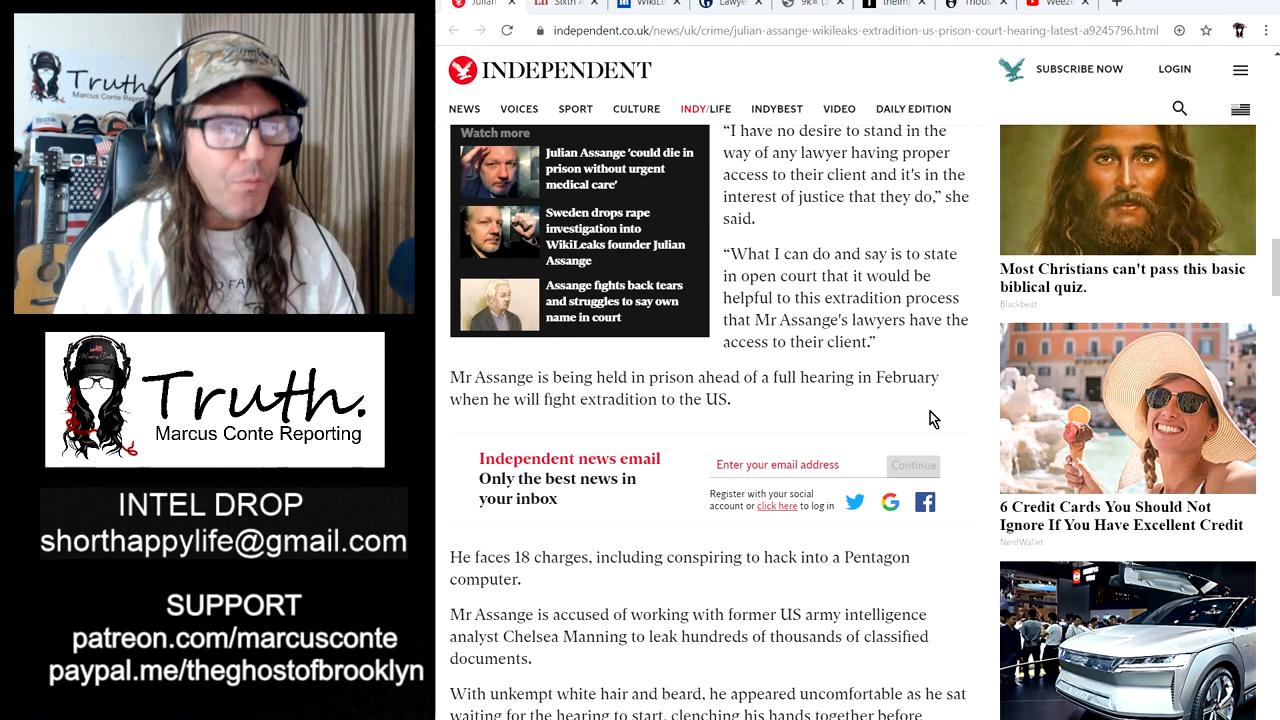 Truth.
Marcus Conte Repor
Truth.
Marcus Conte Reporting
INTEL DROP
shorthappylife@gmail.com
SUPPORT
patreon.com/marcusconte
paypal.me/theghostofbrooklyn
Julian
Sixth A
WikiLe
Lawye
Thous
Weeze
independent.co.uk/news/uk/crime/julian-assange-wikileaks-extradition-us-prison-court-hearing-latest-a9245796.html
INDEPENDENT
SUBSCRIBE NOW
LOGIN
NEWS VOICES SPORT CULTURE INDY/LIFE INDYBEST VIDEO DAILY EDITION
Watch more
Julian Assange ‘could die in
prison without urgent
medical care’
Sweden drops rape
investigation into
WikiLeaks founder Julian
Assange
Assange fights back tears
and struggles to say own
name in court
“I have no desire to stand in the
way of any lawyer having proper
access to their client and it's in the
interest of justice that they do,” she
said.
“What I can do and say is to state
in open court that it would be
helpful to this extradition process
that Mr Assange's lawyers have the
access to their client.”
Mr Assange is being held in prison ahead of a full hearing in February
when he will fight extradition to the US.
Independent news email
Only the best news in
your inbox
Enter your email address
Continue
Register with your social
account or click here to log in
He faces 18 charges, including conspiring to hack into a Pentagon
computer.
Mr Assange is accused of working with former US army intelligence
analyst Chelsea Manning to leak hundreds of thousands of classified
documents.
With unkempt white hair and beard, he appeared uncomfortable as he sat
waiting for the hearing to start, clenching his hands together before
Most Christians can't pass this basic
biblical quiz.
Blackbeat
6 Credit Cards You Should Not
Ignore If You Have Excellent Credit
NerdWallet